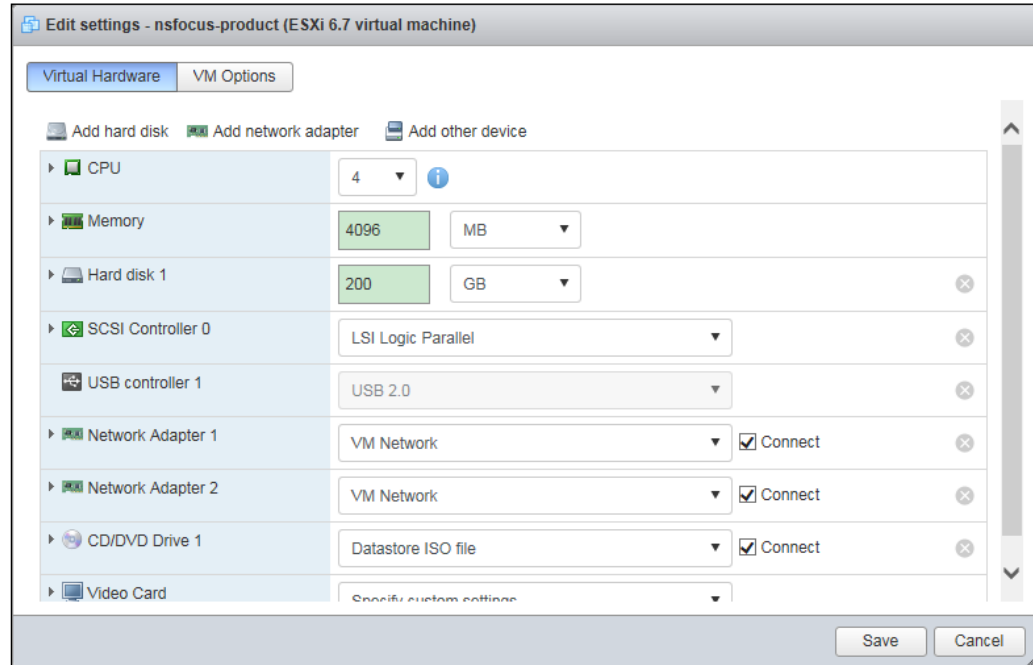 Edit settings - nsfocus-product (ESXi 6.7 virtual machine)
Virtual Hardware VM Options
Add hard disk Add network adapter Add other device
CPU 4
Memory 4096 MB
Hard disk 1 200 GB
SCSI Controller 0 LSI Logic Parallel
USB controller 1 USB 2.0
Network Adapter 1 VM Network Connect
Network Adapter 2 VM Network Connect
CD/DVD Drive 1 Datastore ISO file Connect
Video Card Specify custom settings
Save Cancel